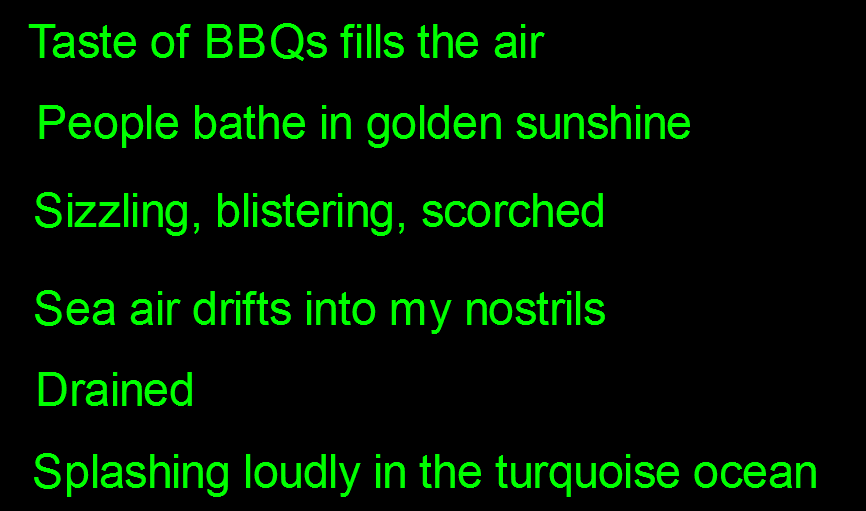 Taste of BBQs fills the air
People bathe in golden sunshine
Sizzling, blistering, scorched
Sea air drifts into my nostrils
Drained
Splashing loudly in the turquoise ocean